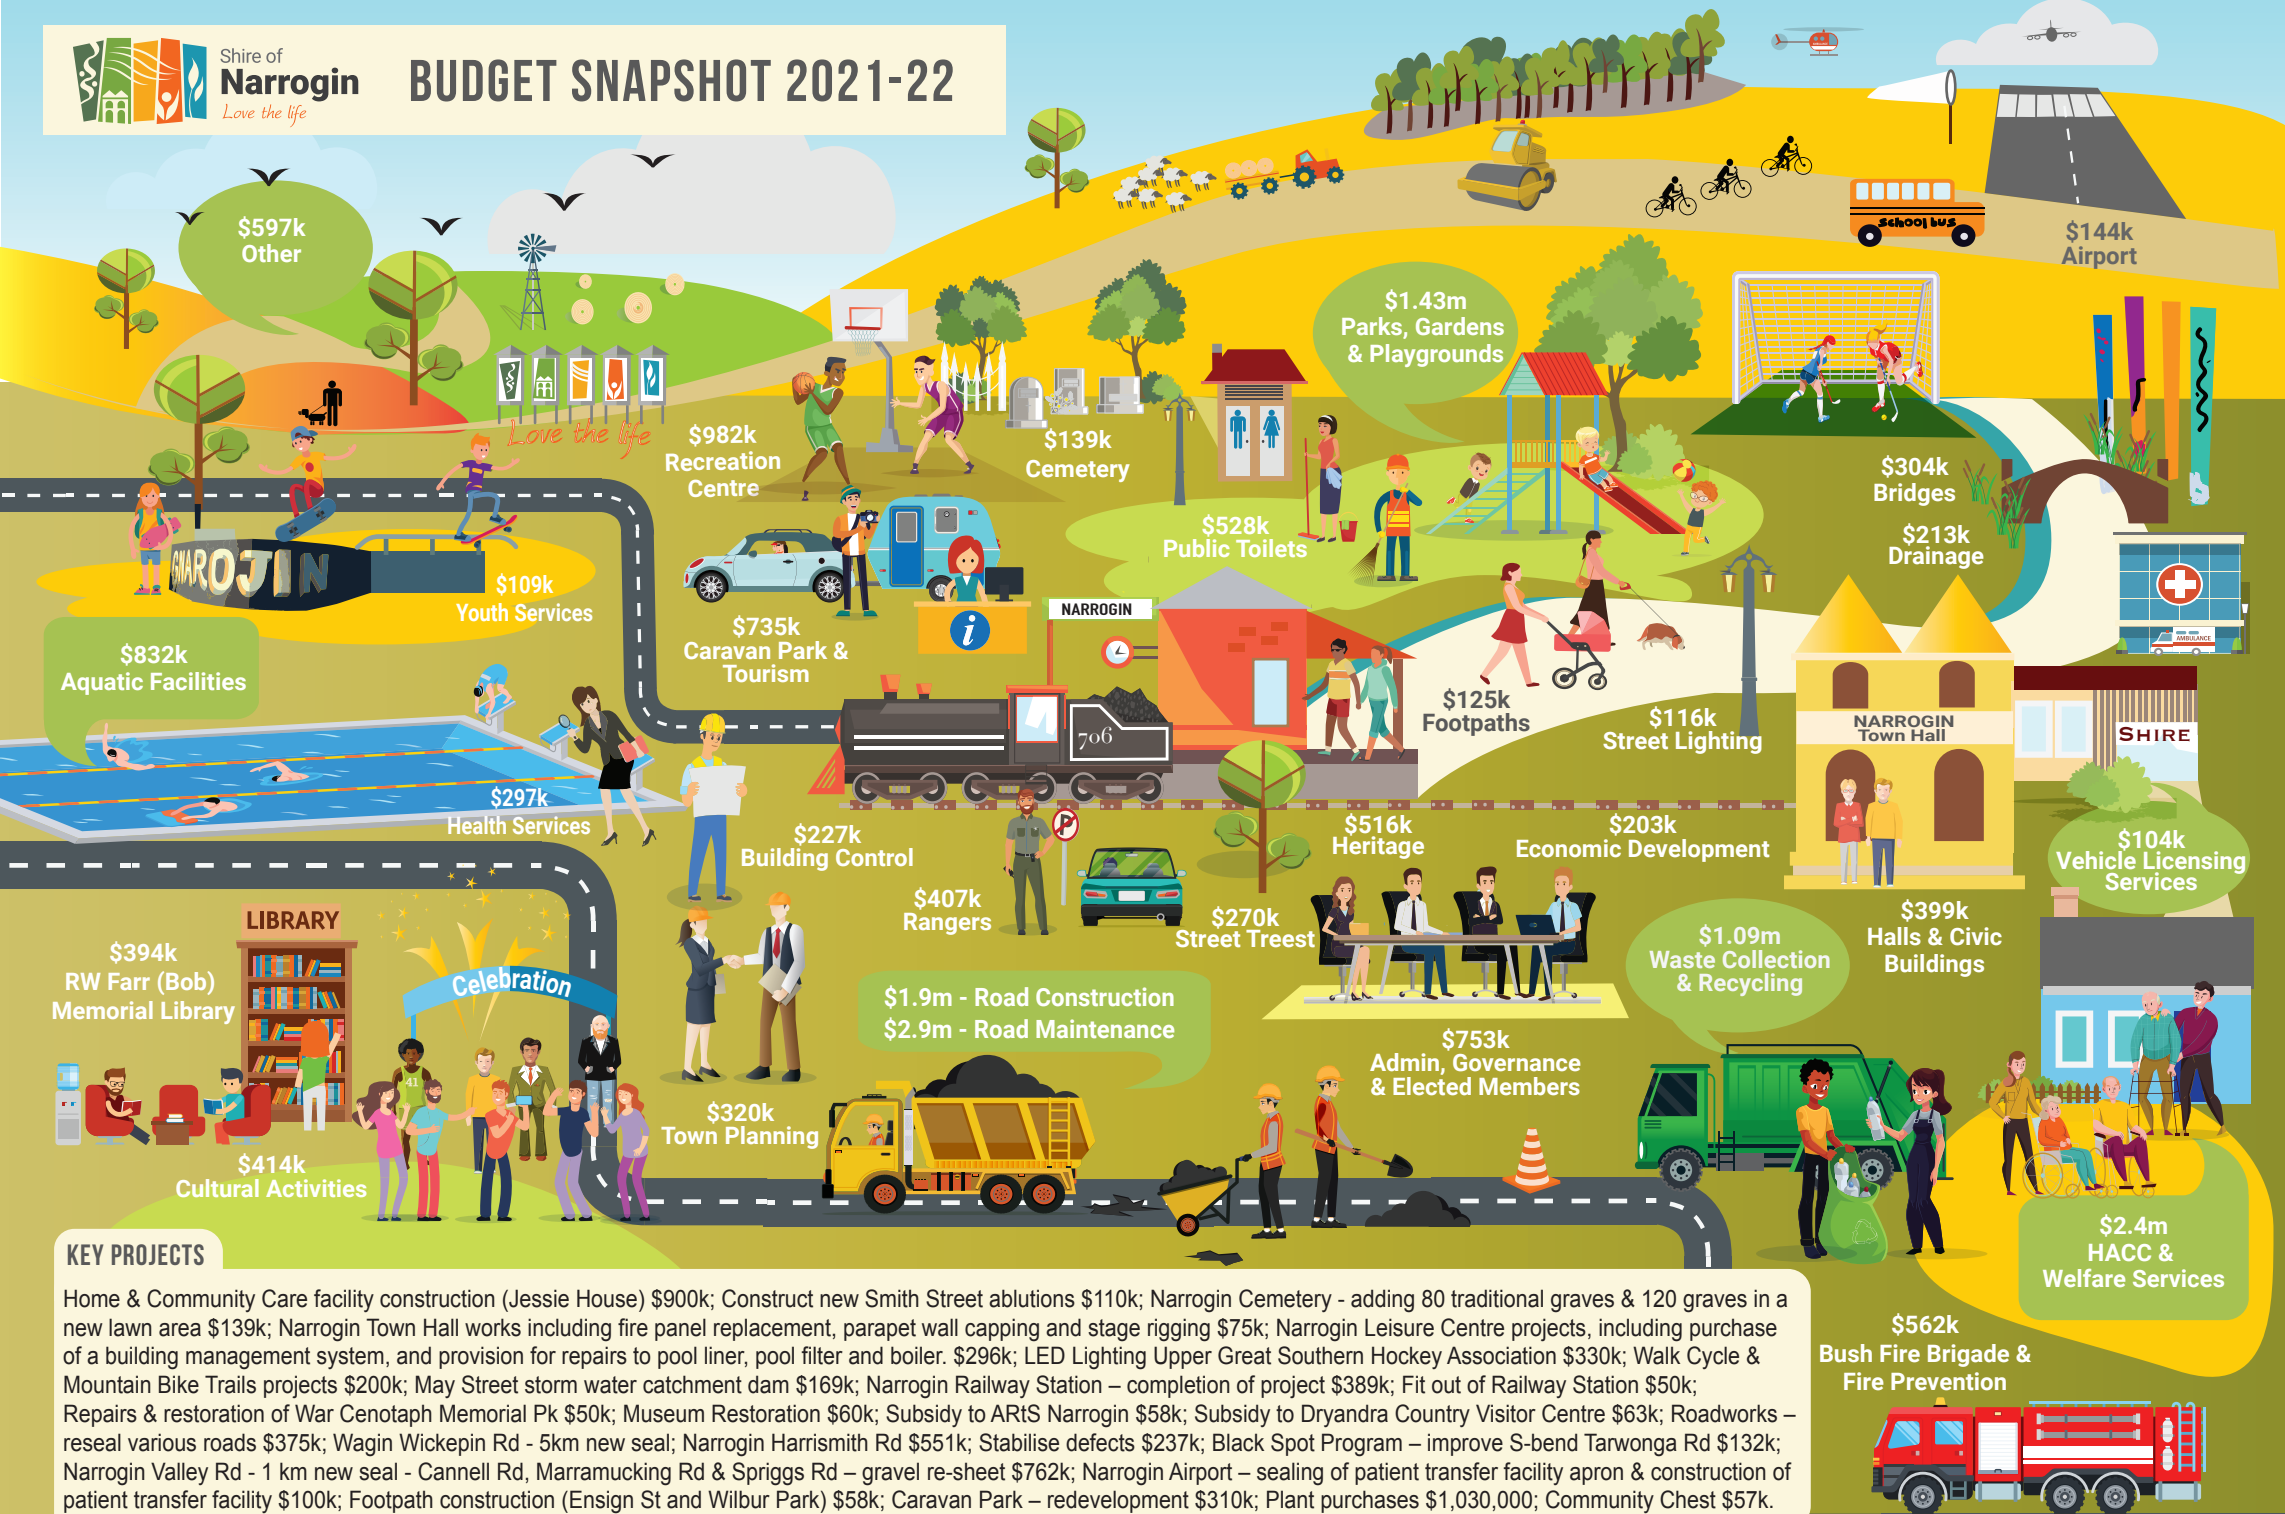 Shire of
Narrogin
Love the life
BUDGET SNAPSHOT 2021-22
$597k
Other
school bus
$144k
Airport
$1.43m
Parks, Gardens
& Playgrounds
Love the life
$982k
Recreation
Centre
$139k
Cemetery
$304k
Bridges
$213k
Drainage
$528k
Public Toilets
GNAROJIN
$109k
Youth Services
$832k
Aquatic Facilities
$735k
Caravan Park &
Tourism
i
NARROGIN
AMBULANCE
706
$125k
Footpaths
$116k
Street Lighting
NARROGIN
Town Hall
SHIRE
$297k
Health Services
$227k
Building Control
P
$516k
Heritage
$203k
Economic Development
$104k
Vehicle Licensing
Services
$407k
Rangers
$270k
Street Treest
$399k
Halls & Civic
Buildings
LIBRARY
$394k
RW Farr (Bob)
Memorial Library
Celebration
41
$1.9m - Road Construction
$2.9m - Road Maintenance
$1.09m
Waste Collection
& Recycling
$753k
Admin, Governance
& Elected Members
$320k
Town Planning
$414k
Cultural Activities
$2.4m
HACC &
Welfare Services
$562k
Bush Fire Brigade &
Fire Prevention
KEY PROJECTS
Home & Community Care facility construction (Jessie House) $900k; Construct new Smith Street ablutions $110k; Narrogin Cemetery - adding 80 traditional graves & 120 graves in a
new lawn area $139k; Narrogin Town Hall works including fire panel replacement, parapet wall capping and stage rigging $75k; Narrogin Leisure Centre projects, including purchase
of a building management system, and provision for repairs to pool liner, pool filter and boiler. $296k; LED Lighting Upper Great Southern Hockey Association $330k; Walk Cycle &
Mountain Bike Trails projects $200k; May Street storm water catchment dam $169k; Narrogin Railway Station – completion of project $389k; Fit out of Railway Station $50k;
Repairs & restoration of War Cenotaph Memorial Pk $50k; Museum Restoration $60k; Subsidy to ARtS Narrogin $58k; Subsidy to Dryandra Country Visitor Centre $63k; Roadworks –
reseal various roads $375k; Wagin Wickepin Rd - 5km new seal; Narrogin Harrismith Rd $551k; Stabilise defects $237k; Black Spot Program – improve S-bend Tarwonga Rd $132k;
Narrogin Valley Rd - 1 km new seal - Cannell Rd, Marramucking Rd & Spriggs Rd – gravel re-sheet $762k; Narrogin Airport – sealing of patient transfer facility apron & construction of
patient transfer facility $100k; Footpath construction (Ensign St and Wilbur Park) $58k; Caravan Park – redevelopment $310k; Plant purchases $1,030,000; Community Chest $57k.